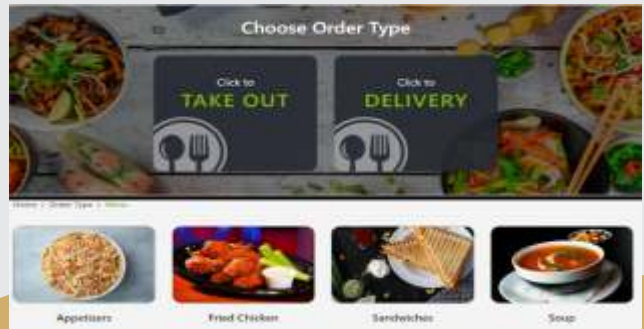 Choose Order Type
Click to
TAKE OUT
Click to
DELIVERY
Home > Order Type > Menu
Appetizers
Fried Chicken
Sandwiches
Soup